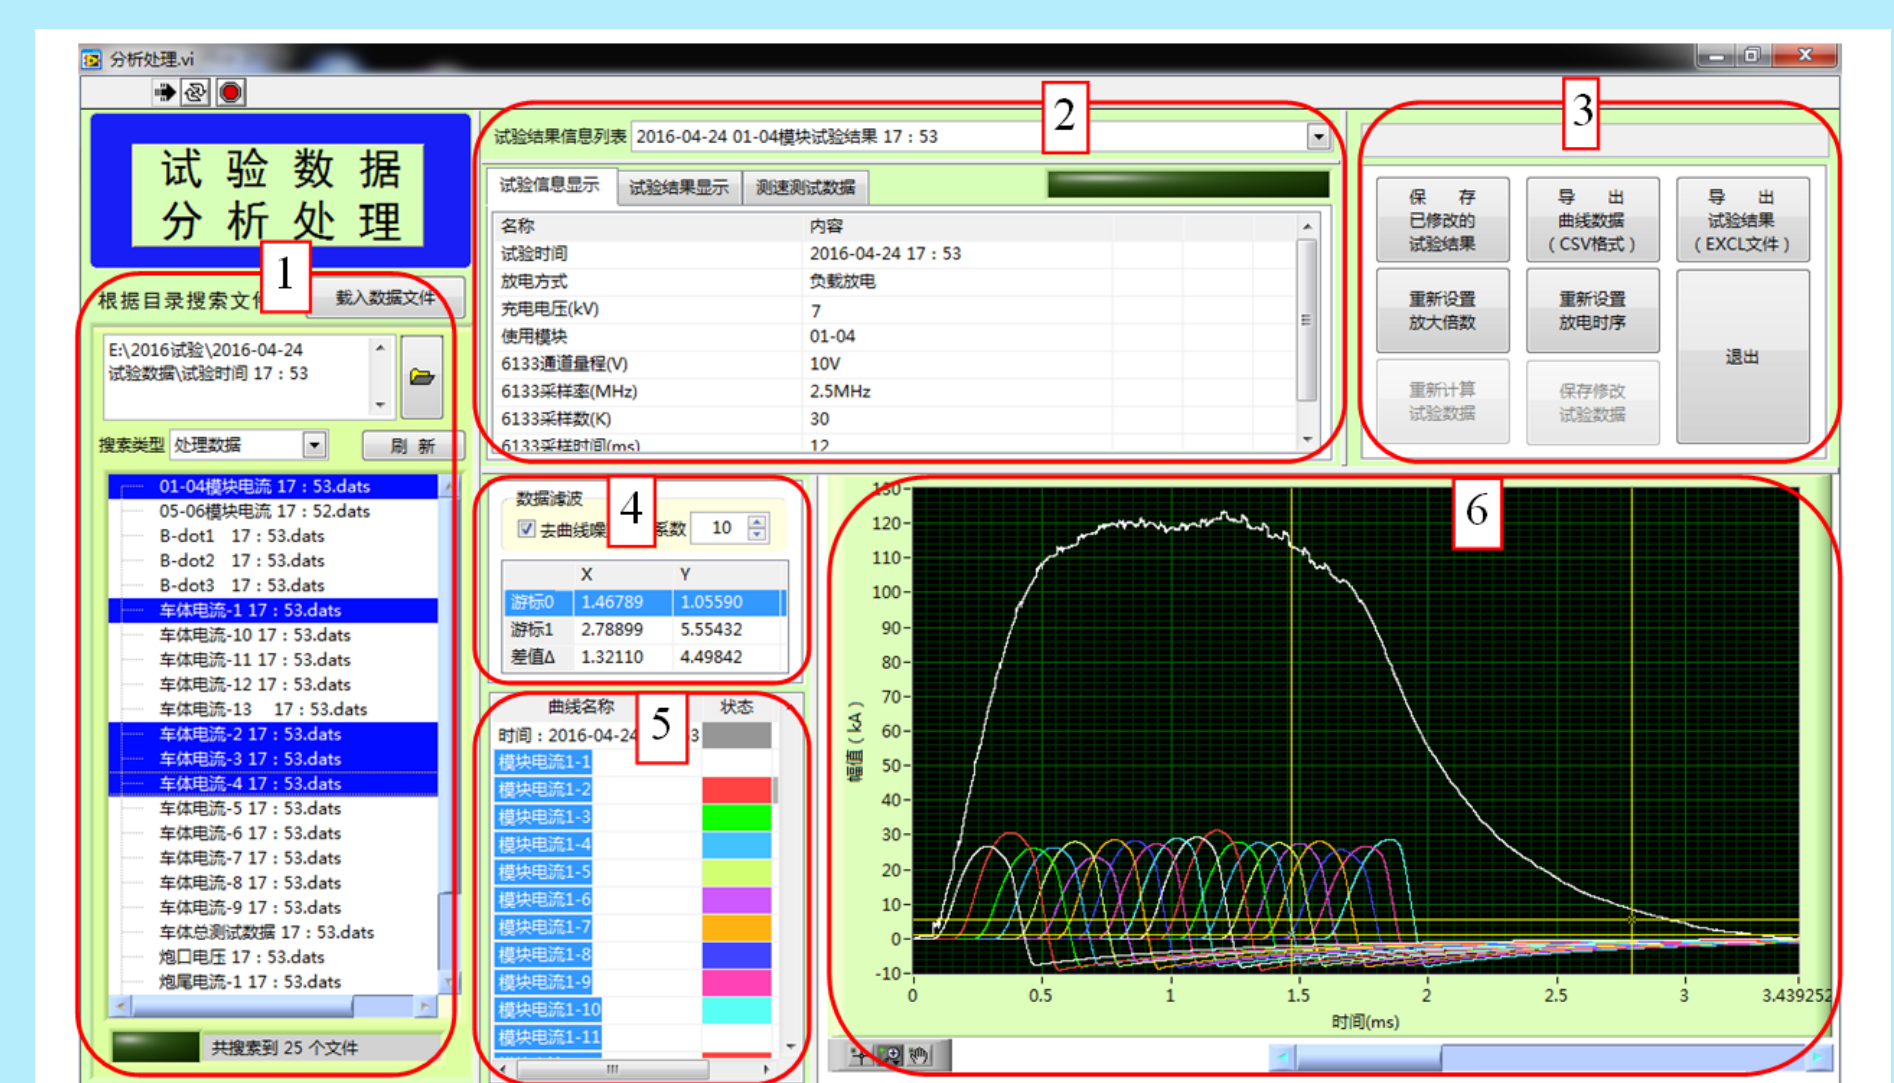 分析处理.vi
试验数据
分析处理
1
根据目录搜索文
载入数据文件
E:\2016试验\2016-04-24
试验数据\试验时间 17：53
搜索类型 处理数据
刷 新
01-04模块电流 17：53.dats
05-06模块电流 17：52.dats
B-dot1 17：53.dats
B-dot2 17：53.dats
B-dot3 17：53.dats
车体电流-1 17：53.dats
车体电流-10 17：53.dats
车体电流-11 17：53.dats
车体电流-12 17：53.dats
车体电流-13 17：53.dats
车体电流-2 17：53.dats
车体电流-3 17：53.dats
车体电流-4 17：53.dats
车体电流-5 17：53.dats
车体电流-6 17：53.dats
车体电流-7 17：53.dats
车体电流-8 17：53.dats
车体电流-9 17：53.dats
车体总测试数据 17：53.dats
炮口电压 17：53.dats
炮尾电流-1 17：53.dats
共搜索到 25 个文件
2
试验结果信息列表 2016-04-24 01-04模块试验结果 17：53
试验信息显示 试验结果显示 测速测试数据
名称 内容
试验时间 2016-04-24 17：53
放电方式 负载放电
充电电压(kV) 7
使用模块 01-04
6133通道量程(V) 10V
6133采样率(MHz) 2.5MHz
6133采样数(K) 30
6133采样时间(ms) 12
3
保 存
已修改的
试验结果
导 出
曲线数据
（CSV格式）
导 出
试验结果
（EXCL文件）
重新设置
放大倍数
重新设置
放电时序
退出
重新计算
试验数据
保存修改
试验数据
4
数据滤波
去曲线噪 系数 10
X Y
游标0 1.46789 1.05590
游标1 2.78899 5.55432
差值Δ 1.32110 4.49842
5
曲线名称 状态
时间：2016-04-24 3
模块电流1-1
模块电流1-2
模块电流1-3
模块电流1-4
模块电流1-5
模块电流1-6
模块电流1-7
模块电流1-8
模块电流1-9
模块电流1-10
模块电流1-11
6
130
120
110
100
90
80
70
60
50
40
30
20
10
0
-10
幅值（kA）
0 0.5 1 1.5 2 2.5 3 3.439252
时间(ms)